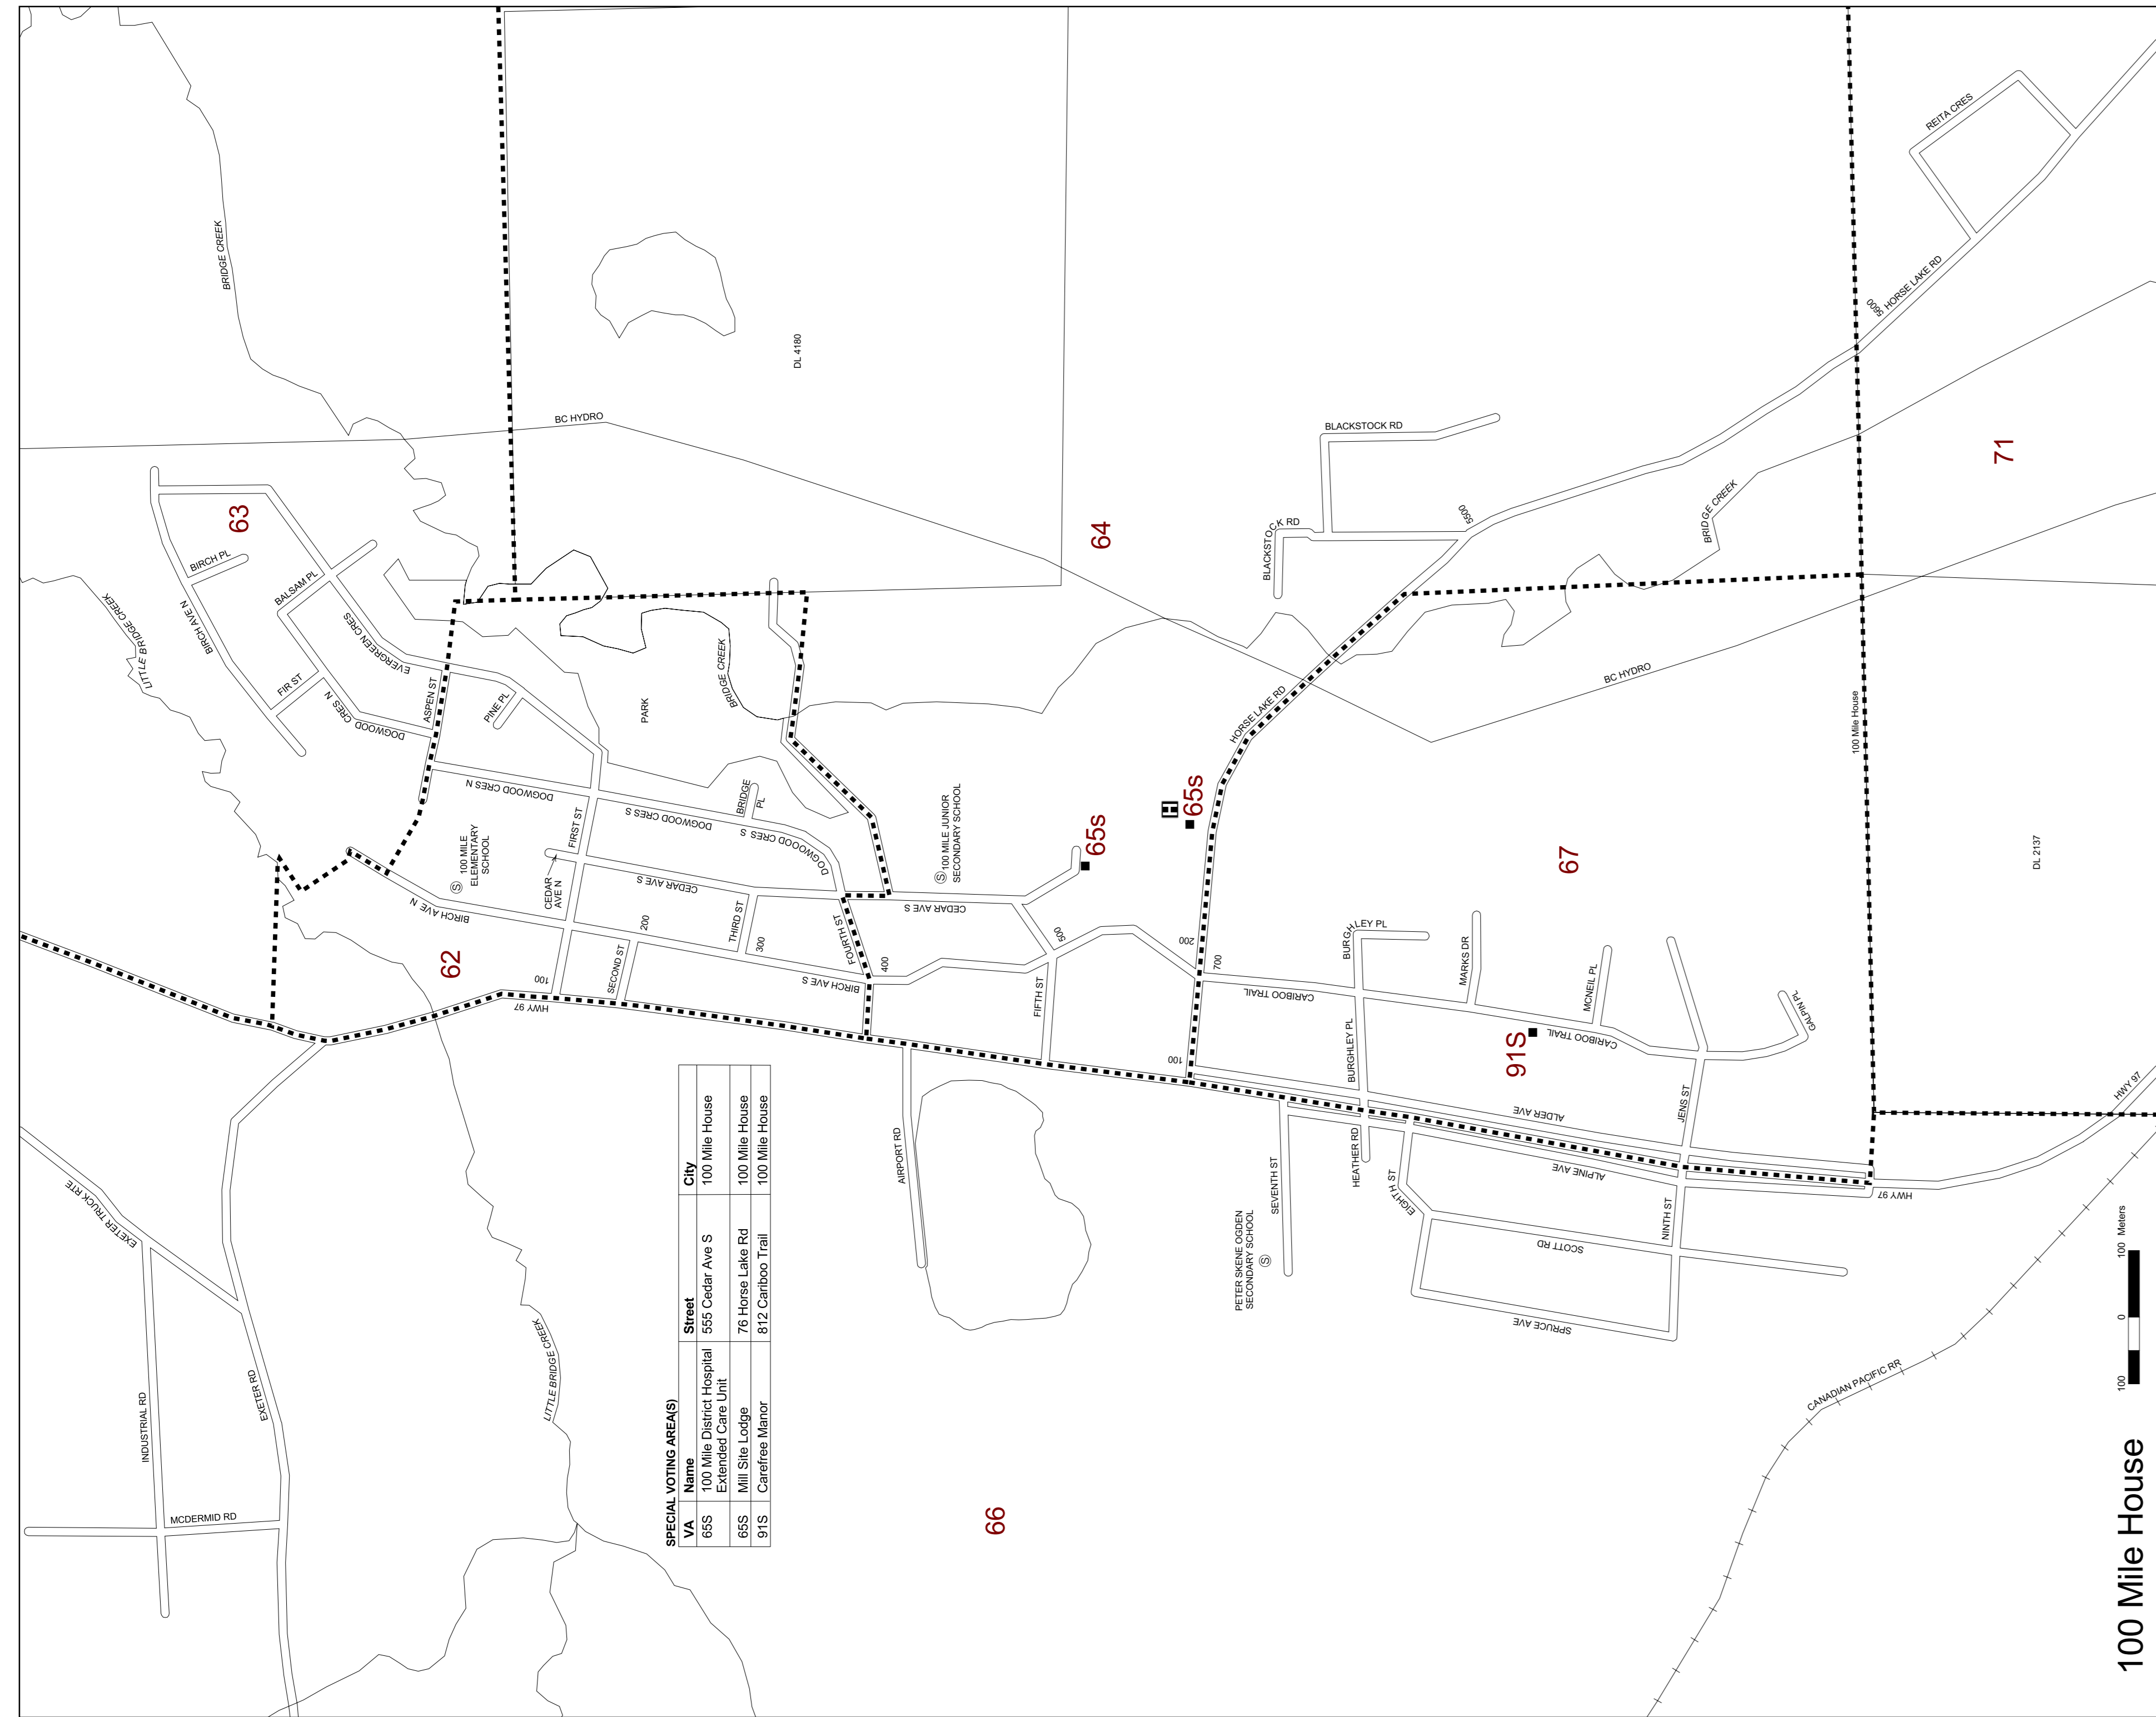 BRIDGE CREEK
REITA CRES
HORSE LAKE RD
5600
DL 4180
BC HYDRO
BLACKSTOCK RD
BLACKSTOCK RD
5500
BRIDGE CREEK
71
63
64
BIRCH PL
BALSAM PL
BIRCH AVE N
LITTLE BRIDGE CREEK
EVERGREEN CRES
FIR ST
DOGWOOD
CRES N
ASPEN ST
PINE PL
PARK
BRIDGE CREEK
HORSE LAKE RD
BC HYDRO
100 Mile House
DOGWOOD CRES N
FIRST ST
DOGWOOD CRES S
BRIDGE
PL
DOGWOOOD CRES S
Ⓢ 100 MILE
ELEMENTARY
SCHOOL
Ⓢ 100 MILE JUNIOR
SECONDARY SCHOOL
H
65s
65s
67
DL 2137
CEDAR
AVE N
CEDAR AVE S
CEDAR AVE S
BIRCH AVE N
62
200
THIRD ST
300
FOURTH ST
400
500
200
700
100
SECOND ST
BIRCH AVE S
FIFTH ST
HWY 97
100
BURGHLEY PL
MARKS DR
MCNEIL PL
CARIBOO TRAIL
CARIBOO TRAIL
GALPIN PL
91S
BURGHLEY PL
ALDER AVE
JENS ST
HWY 97
AIRPORT RD
SEVENTH ST
HEATHER RD
EIGHTH ST
ALPINE AVE
NINTH ST
HWY 97
SCOTT RD
SPRUCE AVE
PETER SKENE OGDEN
SECONDARY SCHOOL
Ⓢ
EXETER TRUCK RTE
INDUSTRIAL RD
EXETER RD
MCDERMID RD
LITTLE BRIDGE CREEK
SPECIAL VOTING AREA(S)
VA Name Street City
65S 100 Mile District Hospital 555 Cedar Ave S 100 Mile House
Extended Care Unit
65S Mill Site Lodge 76 Horse Lake Rd 100 Mile House
91S Carefree Manor 812 Cariboo Trail 100 Mile House
66
CANADIAN PACIFIC RR
100 0 100 Meters
100 Mile House